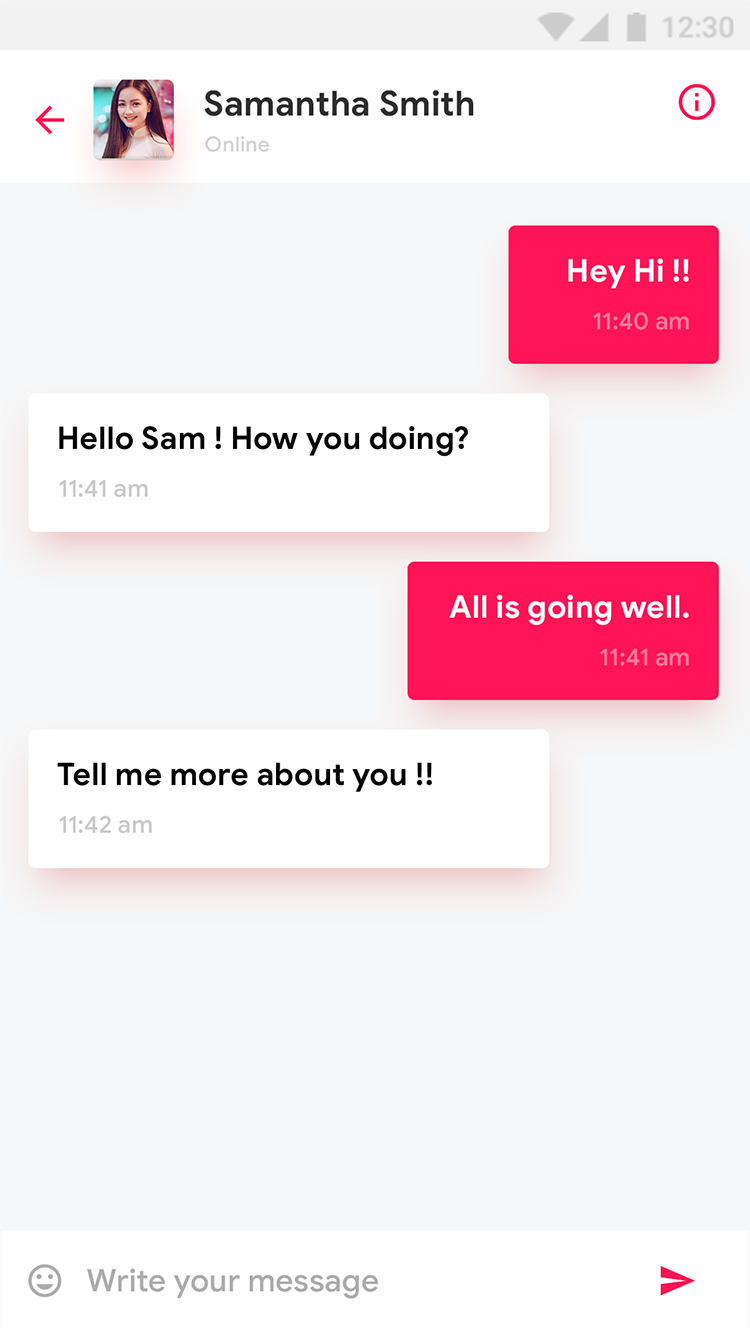 12:30
Samantha Smith
Online
Hey Hi !!
11:40 am
Hello Sam ! How you doing?
11:41 am
All is going well.
11:41 am
Tell me more about you !!
11:42 am
Write your message